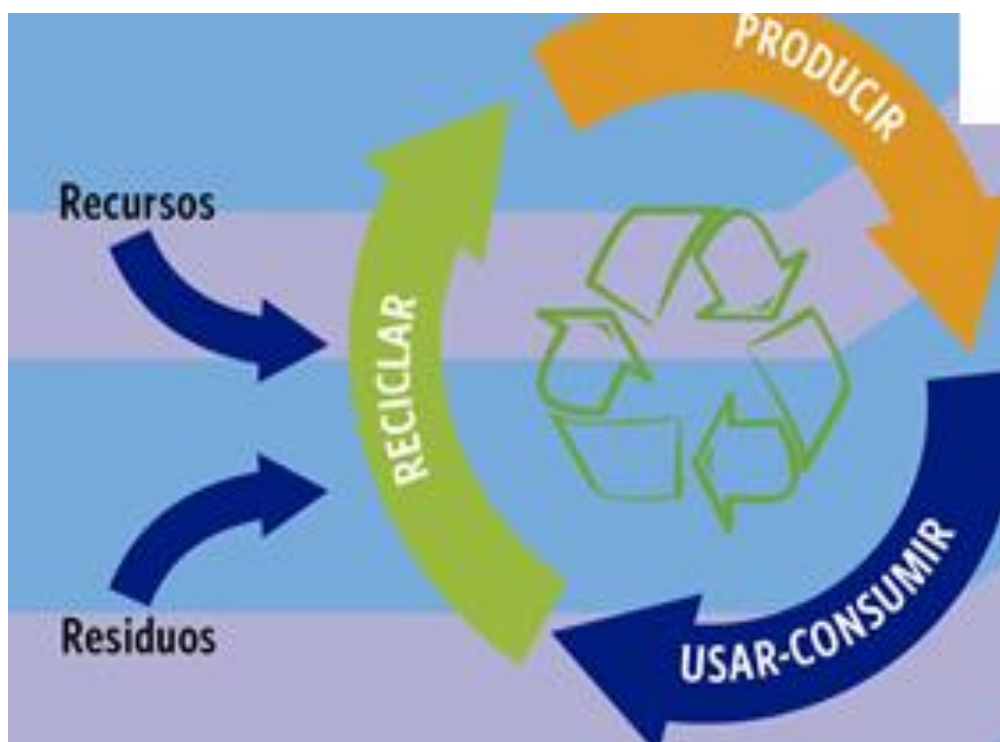 PRODUCIR
Recursos
RECICLAR
USAR-CONSUMIR
Residuos